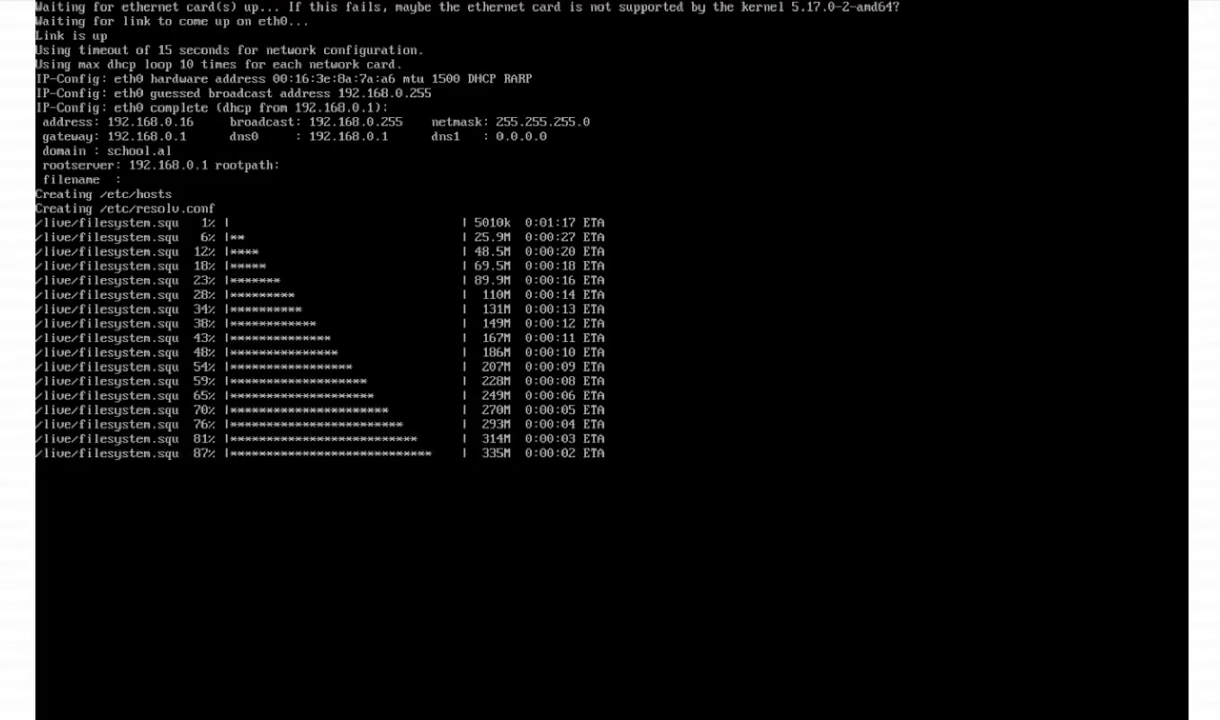 Waiting for ethernet card(s) up... If this fails, maybe the ethernet card is not supported by the kernel 5.17.0-2-amd64?
Waiting for link to come up on eth0...
Link is up
Using timeout of 15 seconds for network configuration.
Using max dhcp loop 10 times for each network card.
IP-Config: eth0 hardware address 00:16:3e:8a:7a:a6 mtu 1500 DHCP RARP
IP-Config: eth0 guessed broadcast address 192.168.0.255
IP-Config: eth0 complete (dhcp from 192.168.0.1):
address: 192.168.0.16 broadcast: 192.168.0.255 netmask: 255.255.255.0
gateway: 192.168.0.1 dns0 : 192.168.0.1 dns1 : 0.0.0.0
domain : school.al
rootserver: 192.168.0.1 rootpath:
filename :
Creating /etc/hosts
Creating /etc/resolv.conf
/live/filesystem.squ 1% | | 5010k 0:01:17 ETA
/live/filesystem.squ 6% |** | 25.9M 0:00:27 ETA
/live/filesystem.squ 12% |**** | 48.5M 0:00:20 ETA
/live/filesystem.squ 18% |***** | 69.5M 0:00:18 ETA
/live/filesystem.squ 23% |******* | 89.9M 0:00:16 ETA
/live/filesystem.squ 28% |********* | 110M 0:00:14 ETA
/live/filesystem.squ 34% |********** | 131M 0:00:13 ETA
/live/filesystem.squ 38% |************ | 149M 0:00:12 ETA
/live/filesystem.squ 43% |************** | 167M 0:00:11 ETA
/live/filesystem.squ 48% |*************** | 186M 0:00:10 ETA
/live/filesystem.squ 54% |***************** | 207M 0:00:09 ETA
/live/filesystem.squ 59% |******************* | 228M 0:00:08 ETA
/live/filesystem.squ 65% |******************** | 249M 0:00:06 ETA
/live/filesystem.squ 70% |********************** | 270M 0:00:05 ETA
/live/filesystem.squ 76% |************************ | 293M 0:00:04 ETA
/live/filesystem.squ 81% |************************** | 314M 0:00:03 ETA
/live/filesystem.squ 87% |**************************** | 335M 0:00:02 ETA